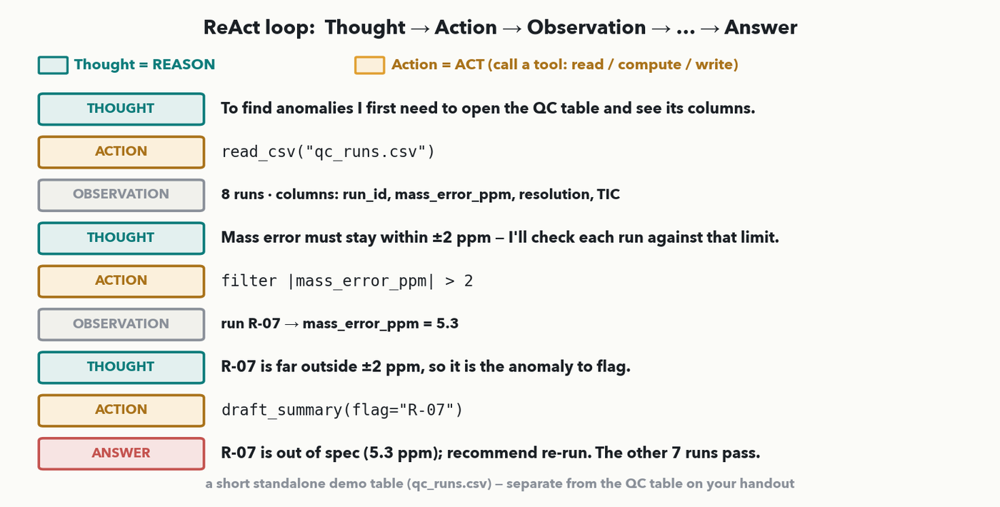 ReAct loop:  Thought → Action → Observation → ... → Answer
Thought = REASON
Action = ACT (call a tool: read / compute / write)
THOUGHT To find anomalies I first need to open the QC table and see its columns.
ACTION read_csv("qc_runs.csv")
OBSERVATION 8 runs · columns: run_id, mass_error_ppm, resolution, TIC
THOUGHT Mass error must stay within ±2 ppm — I'll check each run against that limit.
ACTION filter |mass_error_ppm| > 2
OBSERVATION run R-07 → mass_error_ppm = 5.3
THOUGHT R-07 is far outside ±2 ppm, so it is the anomaly to flag.
ACTION draft_summary(flag="R-07")
ANSWER R-07 is out of spec (5.3 ppm); recommend re-run. The other 7 runs pass.
a short standalone demo table (qc_runs.csv) — separate from the QC table on your handout